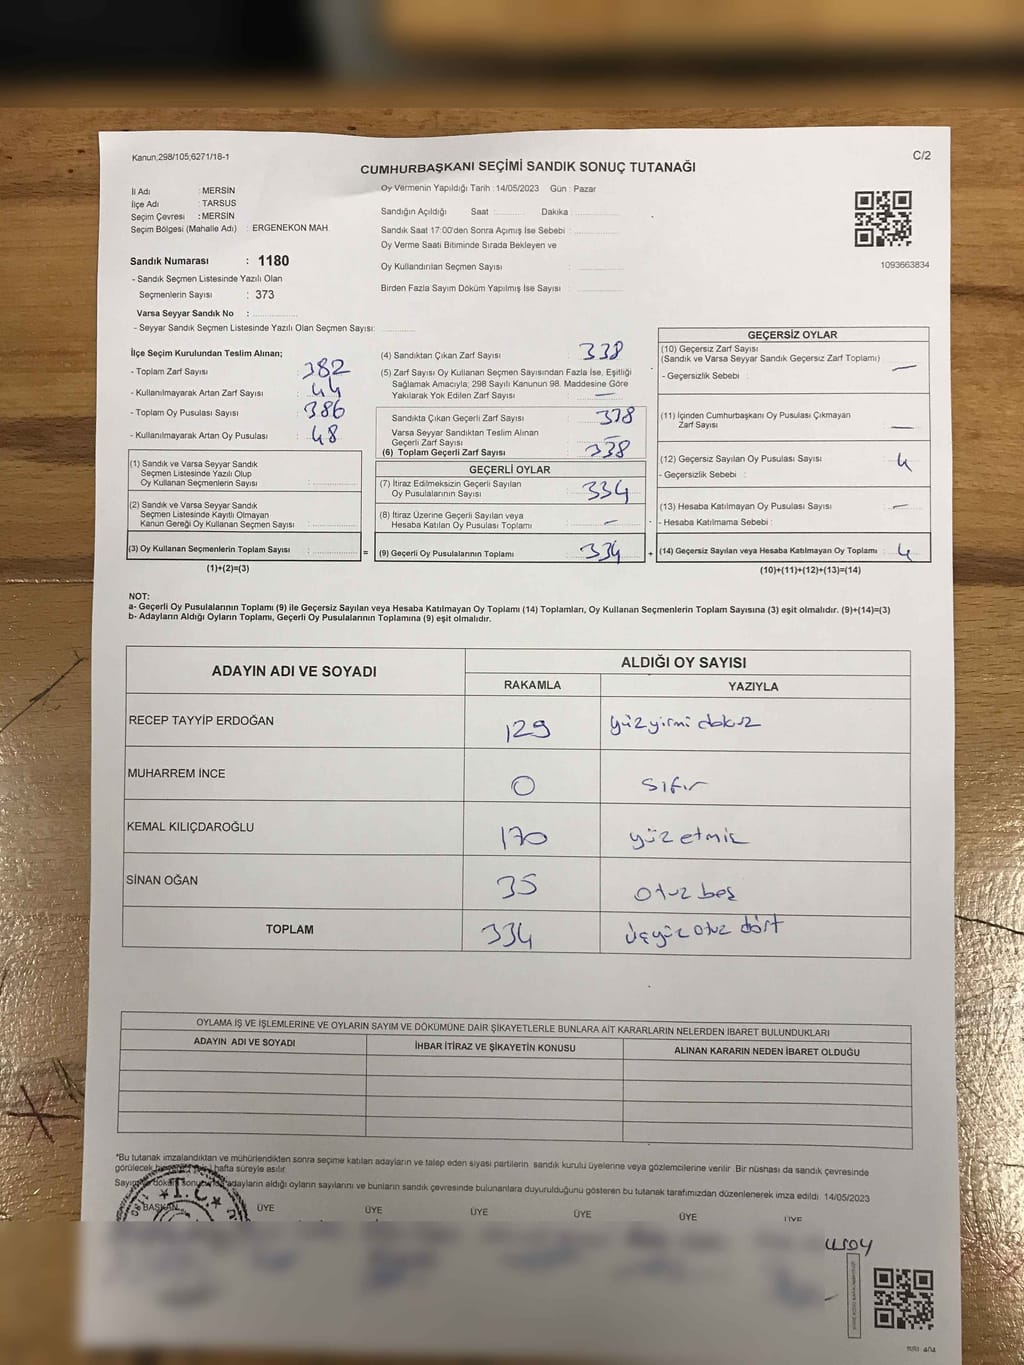 Kanun;298/105;6271/18-1
C/2
CUMHURBAŞKANI SEÇİMİ SANDIK SONUÇ TUTANAĞI
İl Adı : MERSİN
İlçe Adı : TARSUS
Seçim Çevresi : MERSİN
Seçim Bölgesi (Mahalle Adı) : ERGENEKON MAH.
Oy Vermenin Yapıldığı Tarih : 14/05/2023 Gün : Pazar
Sandığın Açıldığı Saat : Dakika :
Sandık Saat 17:00'den Sonra Açımış İse Sebebi :
Oy Verme Saati Bitiminde Sırada Bekleyen ve
Oy Kullandırılan Seçmen Sayısı :
Birden Fazla Sayım Döküm Yapılmış İse Sayısı :
1093663834
Sandık Numarası : 1180
- Sandık Seçmen Listesinde Yazılı Olan
Seçmenlerin Sayısı : 373
Varsa Seyyar Sandık No :
- Seyyar Sandık Seçmen Listesinde Yazılı Olan Seçmen Sayısı:
İlçe Seçim Kurulundan Teslim Alınan;
- Toplam Zarf Sayısı : 382
- Kullanılmayarak Artan Zarf Sayısı : 44
- Toplam Oy Pusulası Sayısı : 386
- Kullanılmayarak Artan Oy Pusulası : 48
(1) Sandık ve Varsa Seyyar Sandık
Seçmen Listesinde Yazılı Olup
Oy Kullanan Seçmenlerin Sayısı :
(2) Sandık ve Varsa Seyyar Sandık
Seçmen Listesinde Kayıtlı Olmayan
Kanun Gereği Oy Kullanan Seçmen Sayısı :
(3) Oy Kullanan Seçmenlerin Toplam Sayısı :
(1)+(2)=(3)
=
(4) Sandıktan Çıkan Zarf Sayısı : 338
(5) Zarf Sayısı Oy Kullanan Seçmen Sayısından Fazla İse, Eşitliği
Sağlamak Amacıyla; 298 Sayılı Kanunun 98. Maddesine Göre
Yakılarak Yok Edilen Zarf Sayısı : —
Sandıkta Çıkan Geçerli Zarf Sayısı : 338
Varsa Seyyar Sandıktan Teslim Alınan
Geçerli Zarf Sayısı : —
(6) Toplam Geçerli Zarf Sayısı : 338
GEÇERLİ OYLAR
(7) İtiraz Edilmeksizin Geçerli Sayılan
Oy Pusulalarının Sayısı : 334
(8) İtiraz Üzerine Geçerli Sayılan veya
Hesaba Katılan Oy Pusulası Toplamı : —
(9) Geçerli Oy Pusulalarının Toplamı : 334
+
GEÇERSİZ OYLAR
(10) Geçersiz Zarf Sayısı
(Sandık ve Varsa Seyyar Sandık Geçersiz Zarf Toplamı) : —
- Geçersizlik Sebebi :
(11) İçinden Cumhurbaşkanı Oy Pusulası Çıkmayan
Zarf Sayısı : —
(12) Geçersiz Sayılan Oy Pusulası Sayısı : 4
- Geçersizlik Sebebi :
(13) Hesaba Katılmayan Oy Pusulası Sayısı : —
- Hesaba Katılmama Sebebi :
(14) Geçersiz Sayılan veya Hesaba Katılmayan Oy Toplamı : 4
(10)+(11)+(12)+(13)=(14)
NOT:
a- Geçerli Oy Pusulalarının Toplamı (9) ile Geçersiz Sayılan veya Hesaba Katılmayan Oy Toplamı (14) Toplamları, Oy Kullanan Seçmenlerin Toplam Sayısına (3) eşit olmalıdır. (9)+(14)=(3)
b- Adayların Aldığı Oyların Toplamı, Geçerli Oy Pusulalarının Toplamına (9) eşit olmalıdır.
ADAYIN ADI VE SOYADI
ALDIĞI OY SAYISI
RAKAMLA YAZIYLA
RECEP TAYYİP ERDOĞAN 129 yüzyirmi dokuz
MUHARREM İNCE 0 sıfır
KEMAL KILIÇDAROĞLU 170 yüz etmiş
SİNAN OĞAN 35 otuz beş
TOPLAM 334 üçyüz otuz dört
OYLAMA İŞ VE İŞLEMLERİNE VE OYLARIN SAYIM VE DÖKÜMÜNE DAİR ŞİKAYETLERLE BUNLARA AİT KARARLARIN NELERDEN İBARET BULUNDUKLARI
ADAYIN ADI VE SOYADI İHBAR İTİRAZ VE ŞİKAYETİN KONUSU ALINAN KARARIN NEDEN İBARET OLDUĞU
*Bu tutanak imzalandıktan ve mühürlendikten sonra seçime katılan adayların ve talep eden siyasi partilerin sandık kurulu üyelerine veya gözlemcilerine verilir. Bir nüshası da sandık çevresinde
görülecek hafta süreyle asılır.
Sayım döküm sonucunda adayların aldığı oyların sayılarını ve bunların sandık çevresinde bulunanlara duyurulduğunu gösteren bu tutanak tarafımızdan düzenlenerek imza edildi. 14/05/2023
T.C.
BAŞKAN ÜYE ÜYE ÜYE ÜYE ÜYE ÜYE